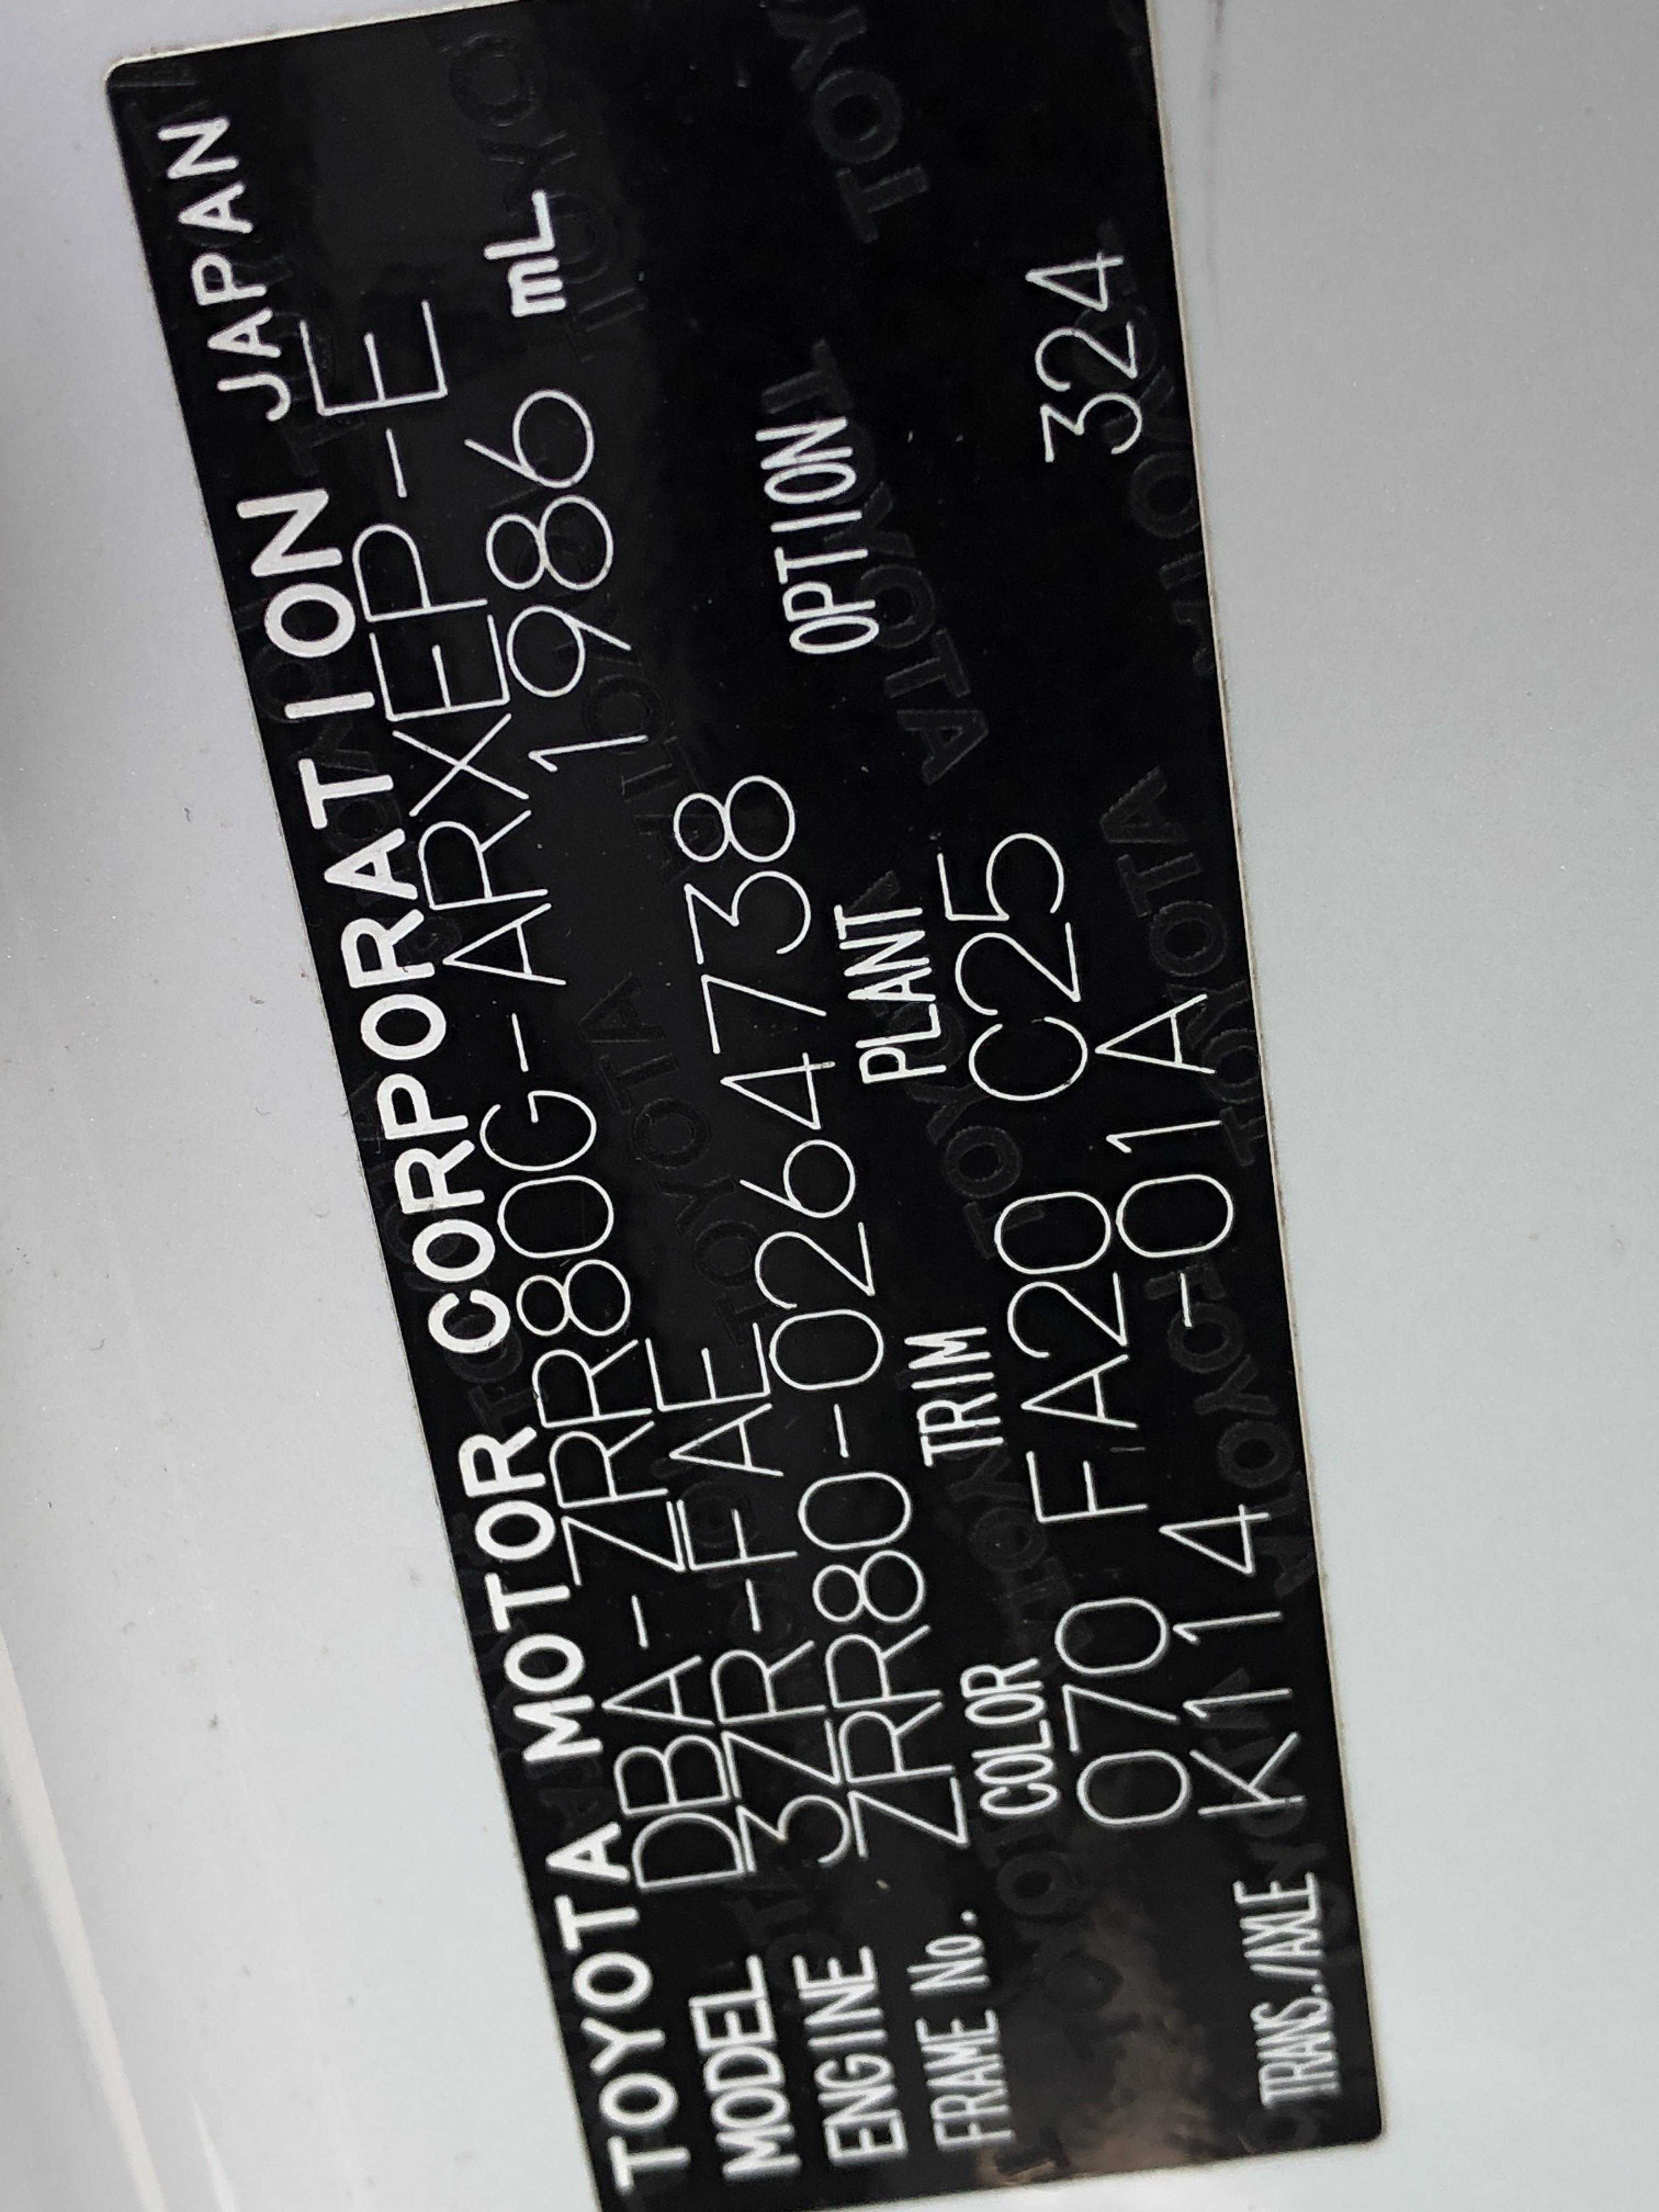 TOYOTA MOTOR CORPORATION JAPAN
MODEL DBA-ZRR80G-ARXEP-E
ENGINE 3ZR-FAE 1986 mL
FRAME No. ZRR80-0264738
COLOR TRIM PLANT OPTION
070 FA20 C25
TRANS./AXLE K114 -01A 324